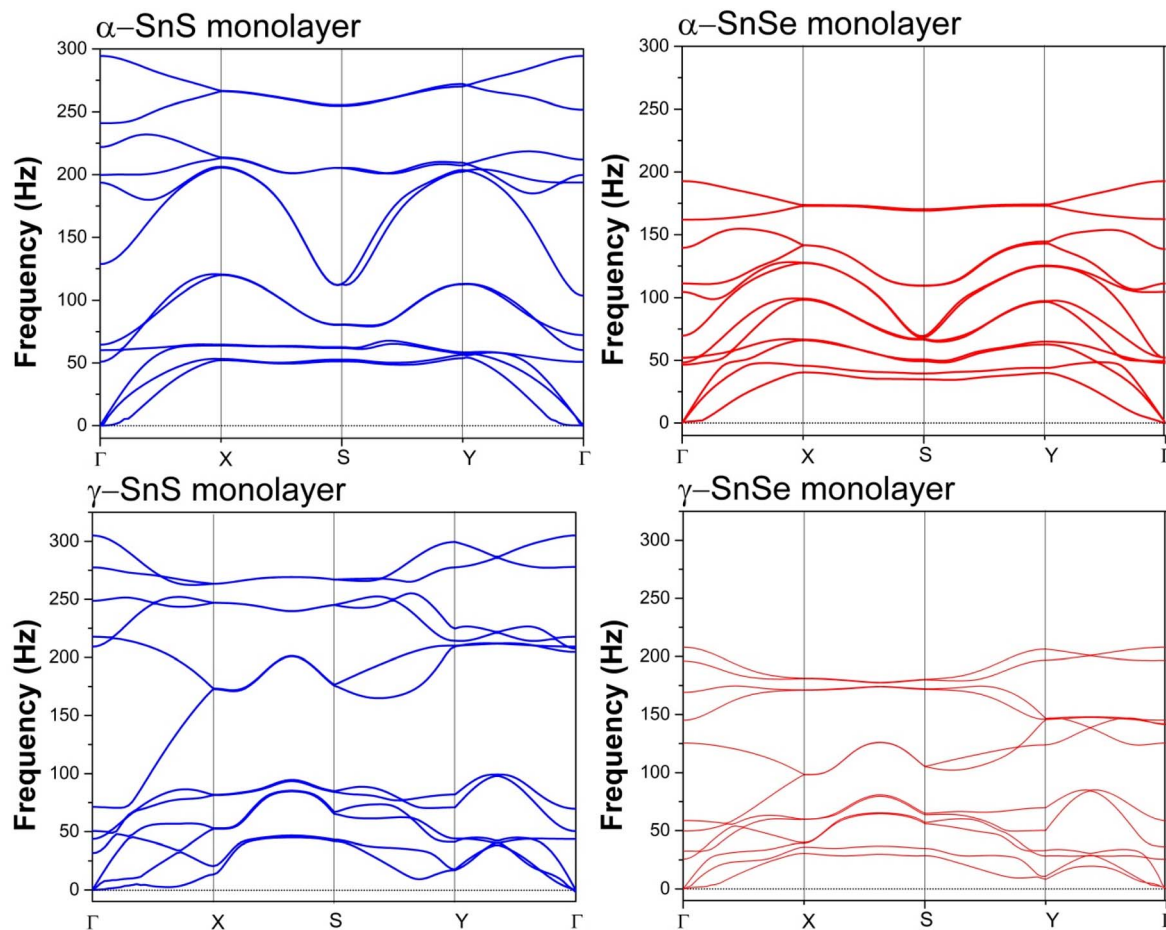 α–SnS monolayer
Frequency (Hz)
300
250
200
150
100
50
0
Γ X S Y Γ
α–SnSe monolayer
Frequency (Hz)
300
250
200
150
100
50
0
Γ X S Y Γ
γ–SnS monolayer
Frequency (Hz)
300
250
200
150
100
50
0
Γ X S Y Γ
γ–SnSe monolayer
Frequency (Hz)
300
250
200
150
100
50
0
Γ X S Y Γ